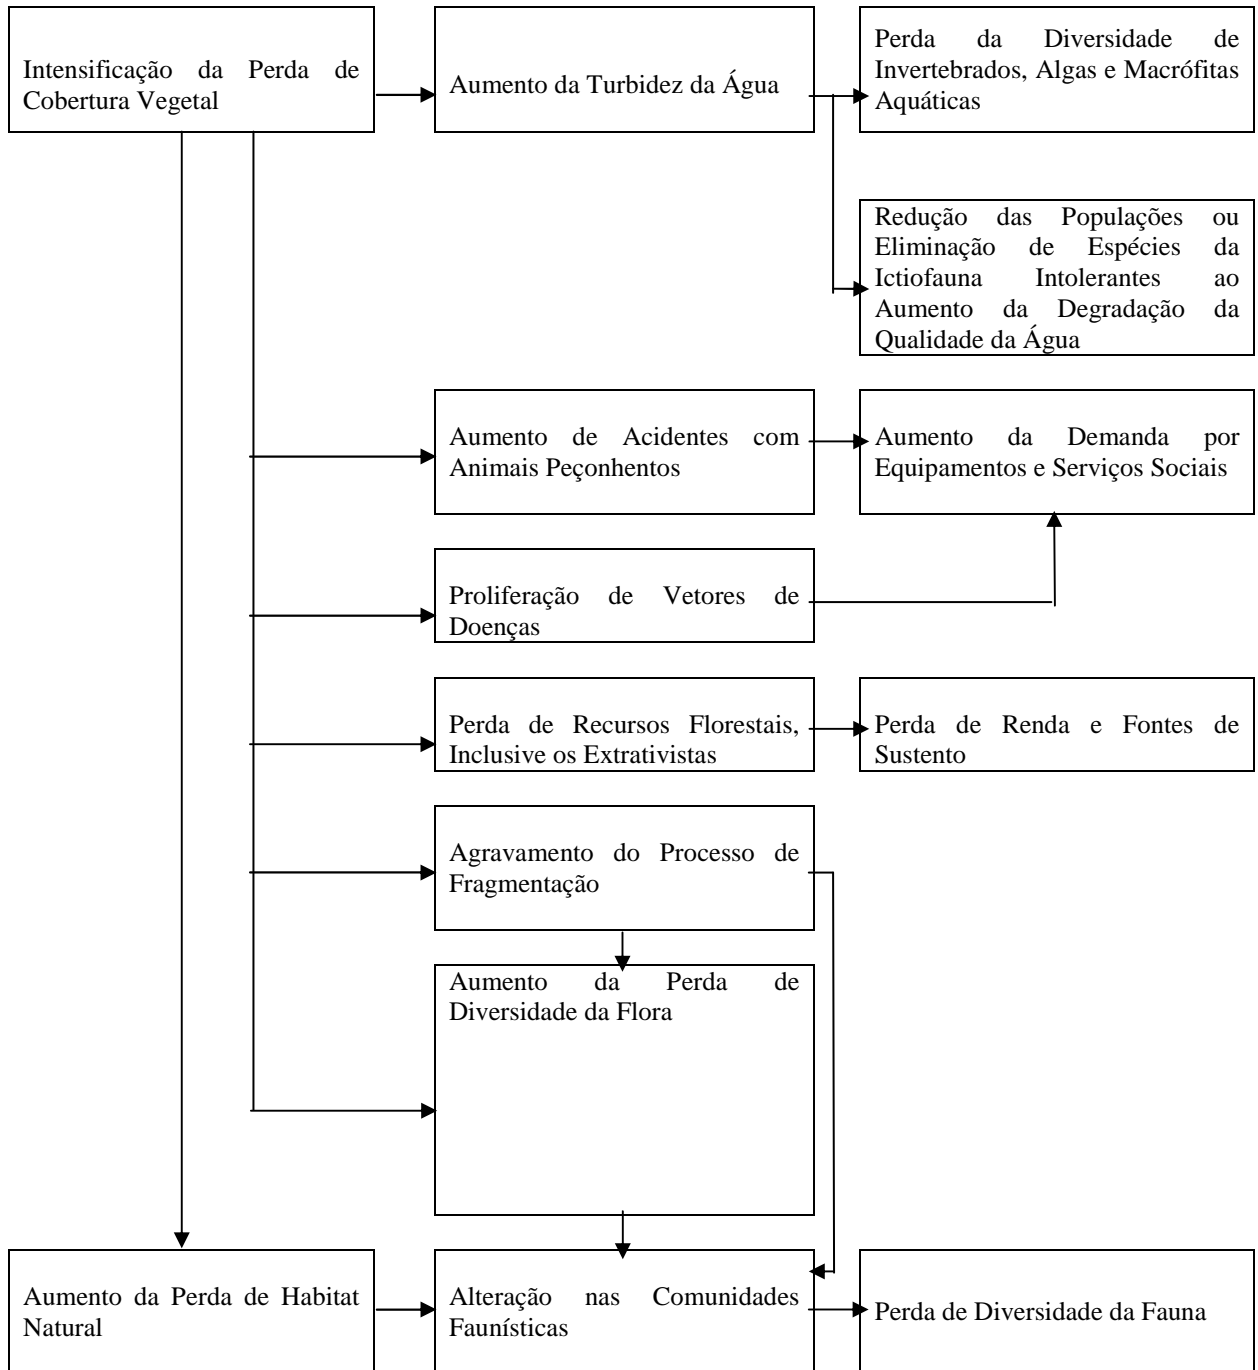 Intensificação da Perda de
Cobertura Vegetal
Aumento da Turbidez da Água
Perda da Diversidade de
Invertebrados, Algas e Macrófitas
Aquáticas
Redução das Populações ou
Eliminação de Espécies da
Ictiofauna Intolerantes ao
Aumento da Degradação da
Qualidade da Água
Aumento de Acidentes com
Animais Peçonhentos
Aumento da Demanda por
Equipamentos e Serviços Sociais
Proliferação de Vetores de
Doenças
Perda de Recursos Florestais,
Inclusive os Extrativistas
Perda de Renda e Fontes de
Sustento
Agravamento do Processo de
Fragmentação
Aumento da Perda de
Diversidade da Flora
Aumento da Perda de Habitat
Natural
Alteração nas Comunidades
Faunísticas
Perda de Diversidade da Fauna